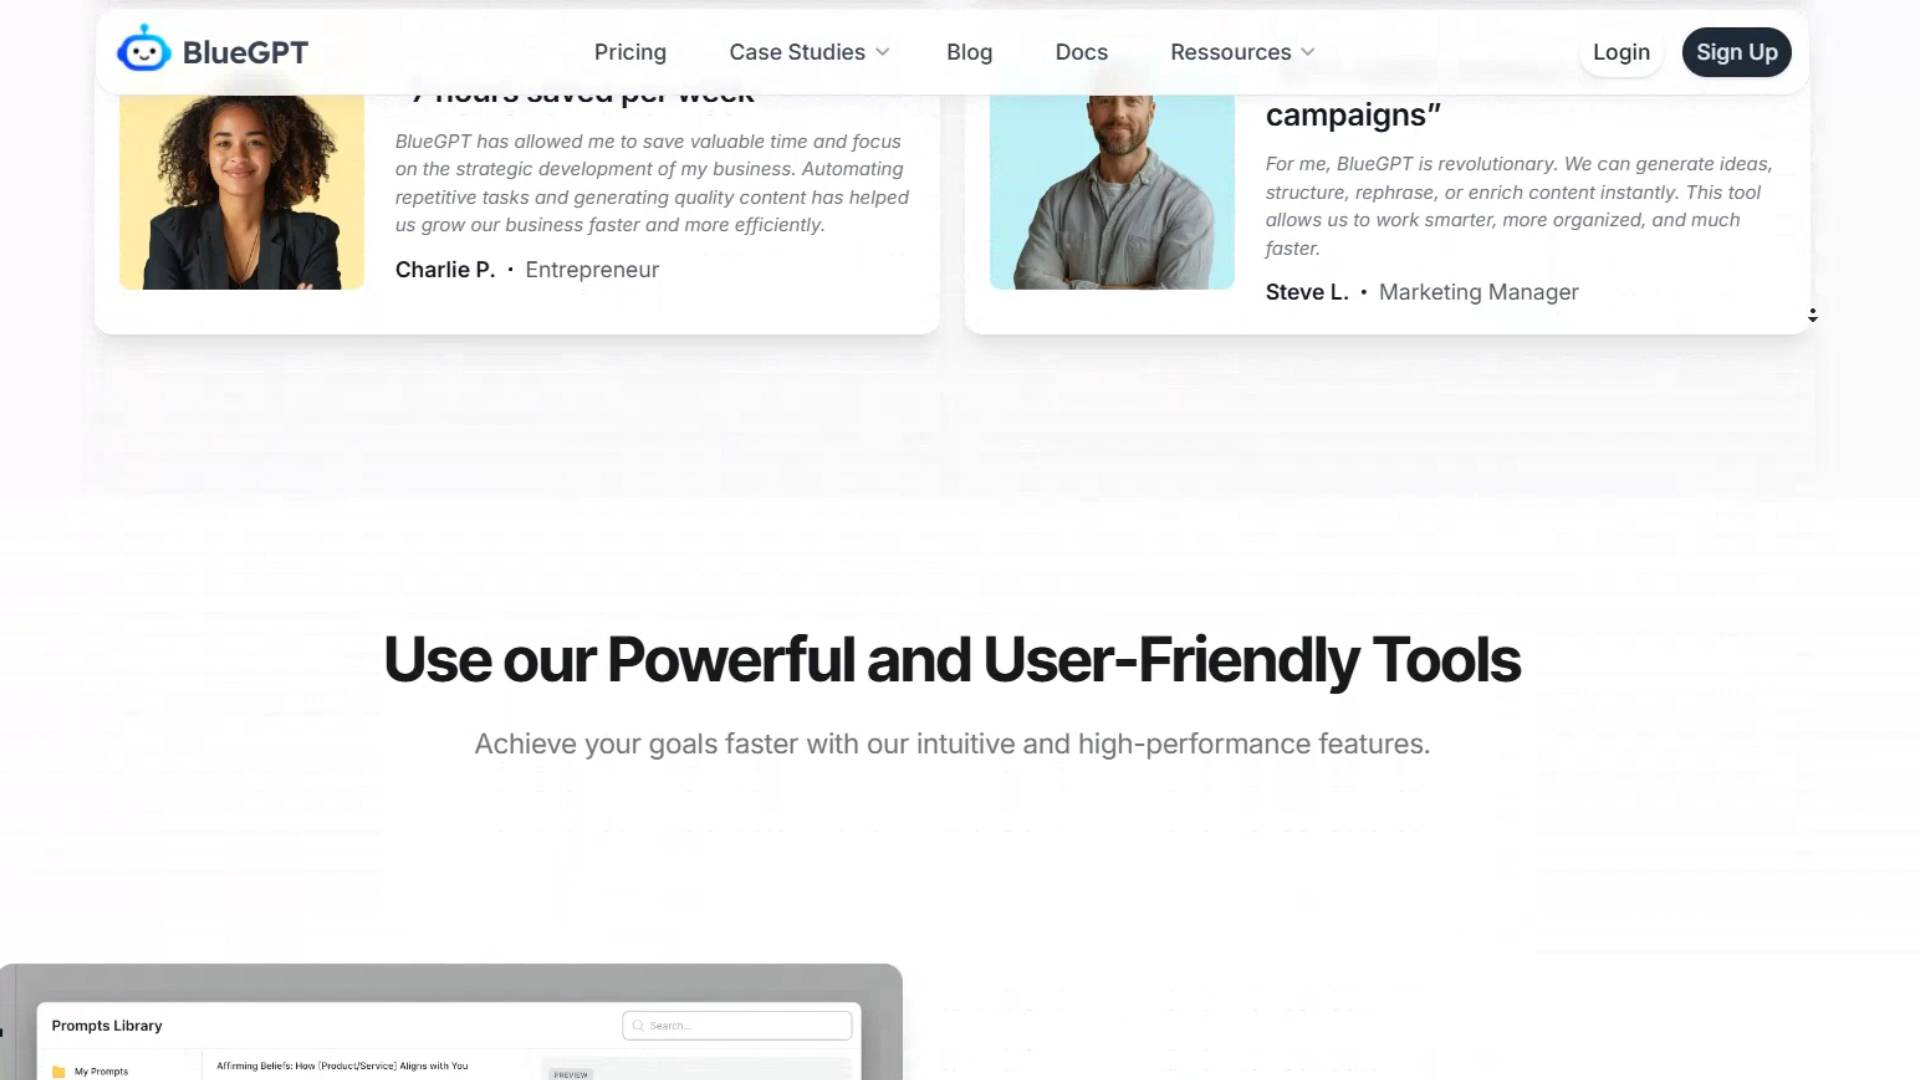 BlueGPT
Pricing
Case Studies
Blog
Docs
Ressources
Login
Sign Up
7 hours saved per week
BlueGPT has allowed me to save valuable time and focus
on the strategic development of my business. Automating
repetitive tasks and generating quality content has helped
us grow our business faster and more efficiently.
Charlie P. • Entrepreneur
campaigns”
For me, BlueGPT is revolutionary. We can generate ideas,
structure, rephrase, or enrich content instantly. This tool
allows us to work smarter, more organized, and much
faster.
Steve L. • Marketing Manager
Use our Powerful and User-Friendly Tools
Achieve your goals faster with our intuitive and high-performance features.
Prompts Library
Search...
My Prompts
Affirming Beliefs: How [Product/Service] Aligns with You
PREVIEW